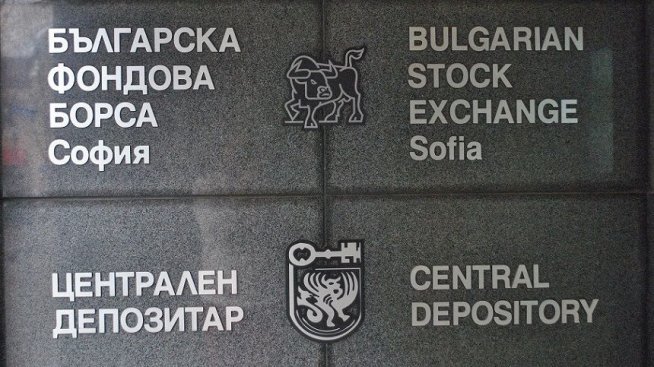 БЪЛГАРСКА
ФОНДОВА
БОРСА
София
BULGARIAN
STOCK
EXCHANGE
Sofia
ЦЕНТРАЛЕН
ДЕПОЗИТАР
CENTRAL
DEPOSITORY